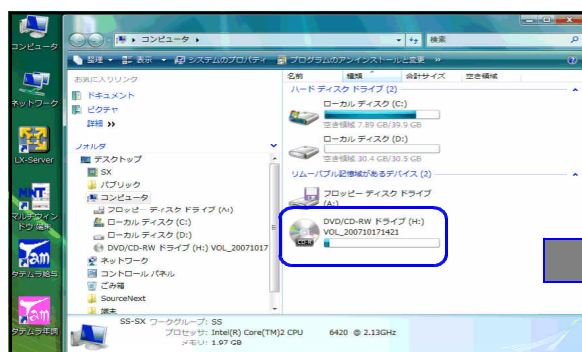 コンピュータ
ネットワーク
LX-Server
マルチウィンドウ端末
タテムラ給与
タテムラ年調
コンピュータ
検索
整理
表示
システムのプロパティ
プログラムのアンインストールと変更
»
お気に入りリンク
ドキュメント
ピクチャ
詳細 »
フォルダ
デスクトップ
SX
パブリック
コンピュータ
フロッピー ディスク ドライブ (A:)
ローカル ディスク (C:)
ローカル ディスク (D:)
DVD/CD-RW ドライブ (H:) VOL_20071017
ネットワーク
コントロール パネル
ごみ箱
SourceNext
端末
名前 種類 合計サイズ 空き領域
ハード ディスク ドライブ (2)
ローカル ディスク (C:)
空き領域 7.89 GB/39.9 GB
ローカル ディスク (D:)
空き領域 30.4 GB/30.5 GB
リムーバブル記憶域があるデバイス (2)
フロッピー ディスク ドライブ
(A:)
DVD/CD-RW ドライブ (H:)
VOL_200710171421
CD-R
SS-SX ワークグループ: SS
プロセッサ: Intel(R) Core(TM)2 CPU 6420 @ 2.13GHz
メモリ: 1.97 GB